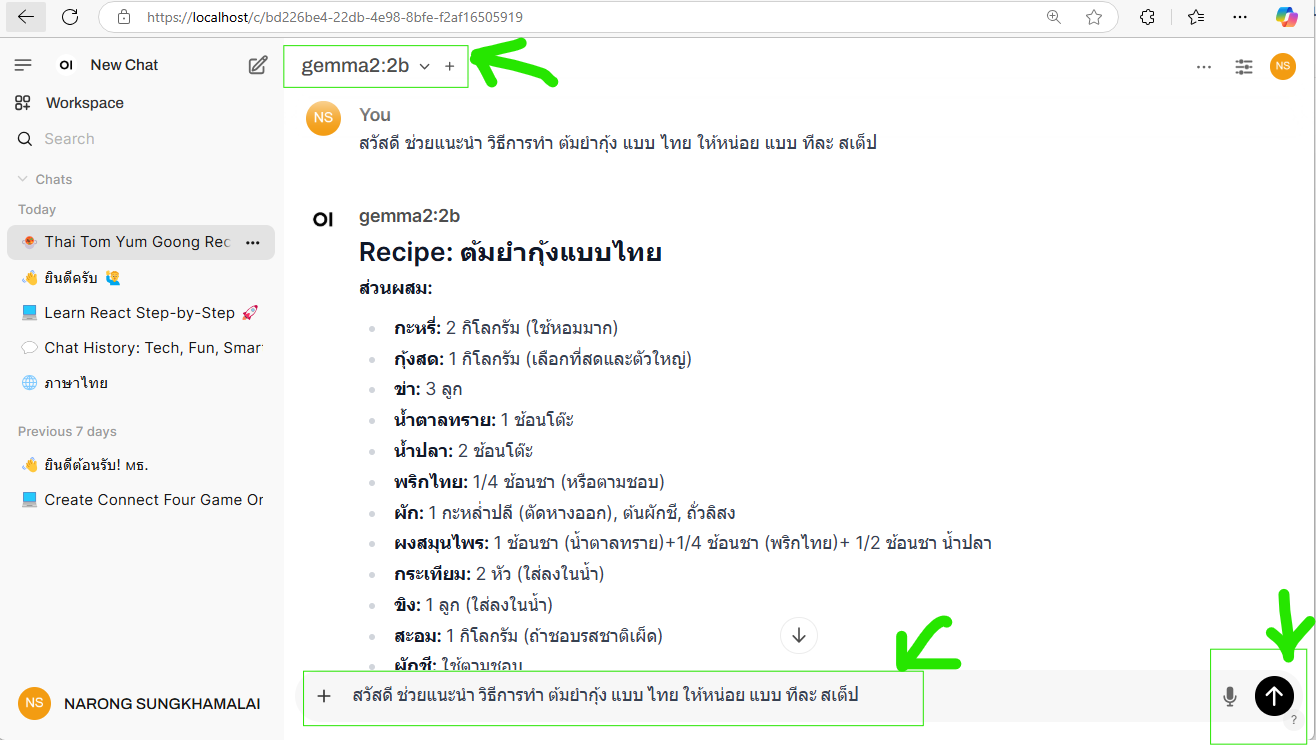 https://localhost/c/bd226be4-22db-4e98-8bfe-f2af16505919
OI New Chat
Workspace
Search
Chats
Today
Thai Tom Yum Goong Rec
ยินดีครับ
Learn React Step-by-Step
Chat History: Tech, Fun, Smar
ภาษาไทย
Previous 7 days
ยินดีต้อนรับ! มธ.
Create Connect Four Game Or
NS NARONG SUNGKHAMALAI
gemma2:2b
NS
NS You
สวัสดี ช่วยแนะนำ วิธีการทำ ต้มยำกุ้ง แบบ ไทย ให้หน่อย แบบ ทีละ สเต็ป
OI gemma2:2b
Recipe: ต้มยำกุ้งแบบไทย
ส่วนผสม:
กะหรี่: 2 กิโลกรัม (ใช้หอมมาก)
กุ้งสด: 1 กิโลกรัม (เลือกที่สดและตัวใหญ่)
ข่า: 3 ลูก
น้ำตาลทราย: 1 ช้อนโต๊ะ
น้ำปลา: 2 ช้อนโต๊ะ
พริกไทย: 1/4 ช้อนชา (หรือตามชอบ)
ผัก: 1 กะหล่ำปลี (ตัดหางออก), ต้นผักชี, ถั่วลิสง
ผงสมุนไพร: 1 ช้อนชา (น้ำตาลทราย)+1/4 ช้อนชา (พริกไทย)+ 1/2 ช้อนชา น้ำปลา
กระเทียม: 2 หัว (ใส่ลงในน้ำ)
ขิง: 1 ลูก (ใส่ลงในน้ำ)
สะอม: 1 กิโลกรัม (ถ้าชอบรสชาติเผ็ด)
ผักชี: ใช้ตามชอบ
สวัสดี ช่วยแนะนำ วิธีการทำ ต้มยำกุ้ง แบบ ไทย ให้หน่อย แบบ ทีละ สเต็ป
?